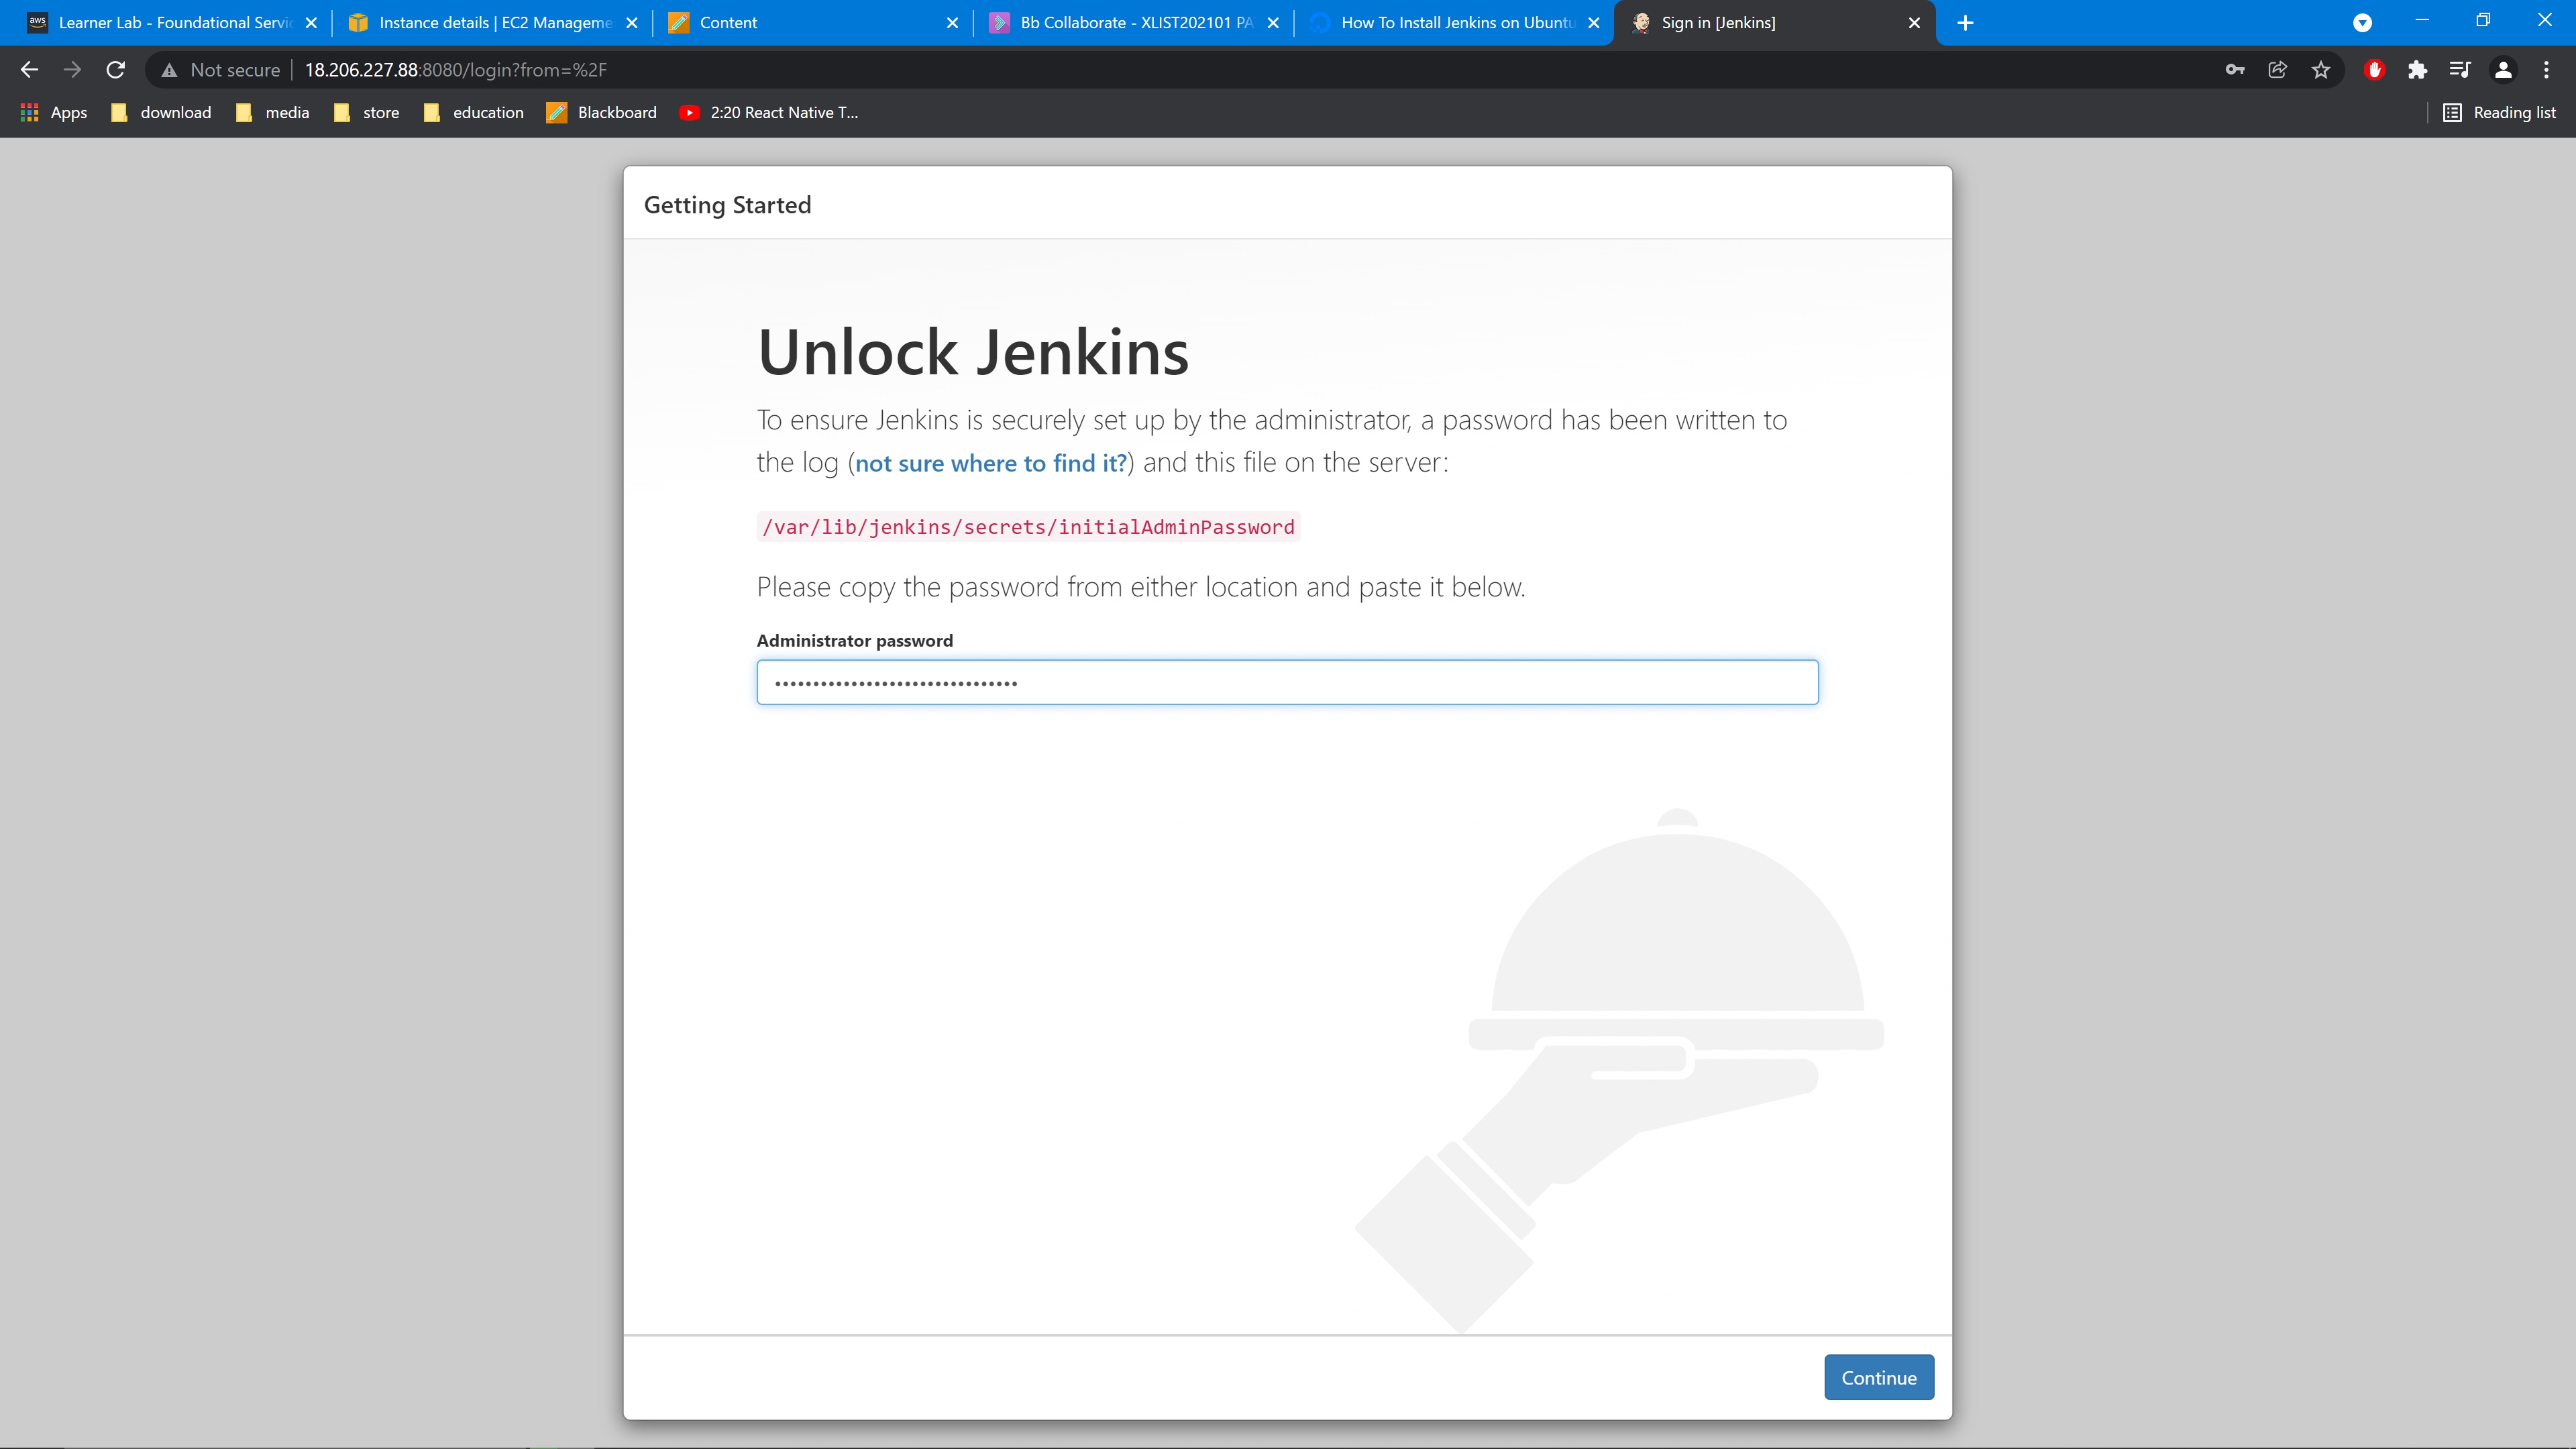 aws
Learner Lab - Foundational Servic
Instance details | EC2 Manageme
Content
Bb Collaborate - XLIST202101 PA
How To Install Jenkins on Ubuntu
Sign in [Jenkins]
Not secure
18.206.227.88:8080/login?from=%2F
Apps
download
media
store
education
Blackboard
2:20 React Native T...
Reading list
Getting Started
Unlock Jenkins
To ensure Jenkins is securely set up by the administrator, a password has been written to
the log (not sure where to find it?) and this file on the server:
/var/lib/jenkins/secrets/initialAdminPassword
Please copy the password from either location and paste it below.
Administrator password
••••••••••••••••••••••••••••••••
Continue